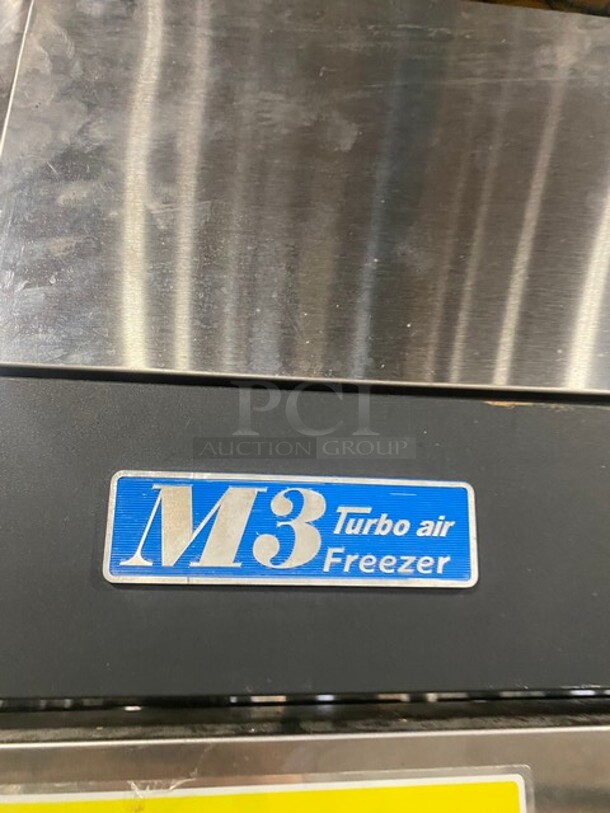 PCI
AUCTION GROUP
M3 Turbo air
Freezer